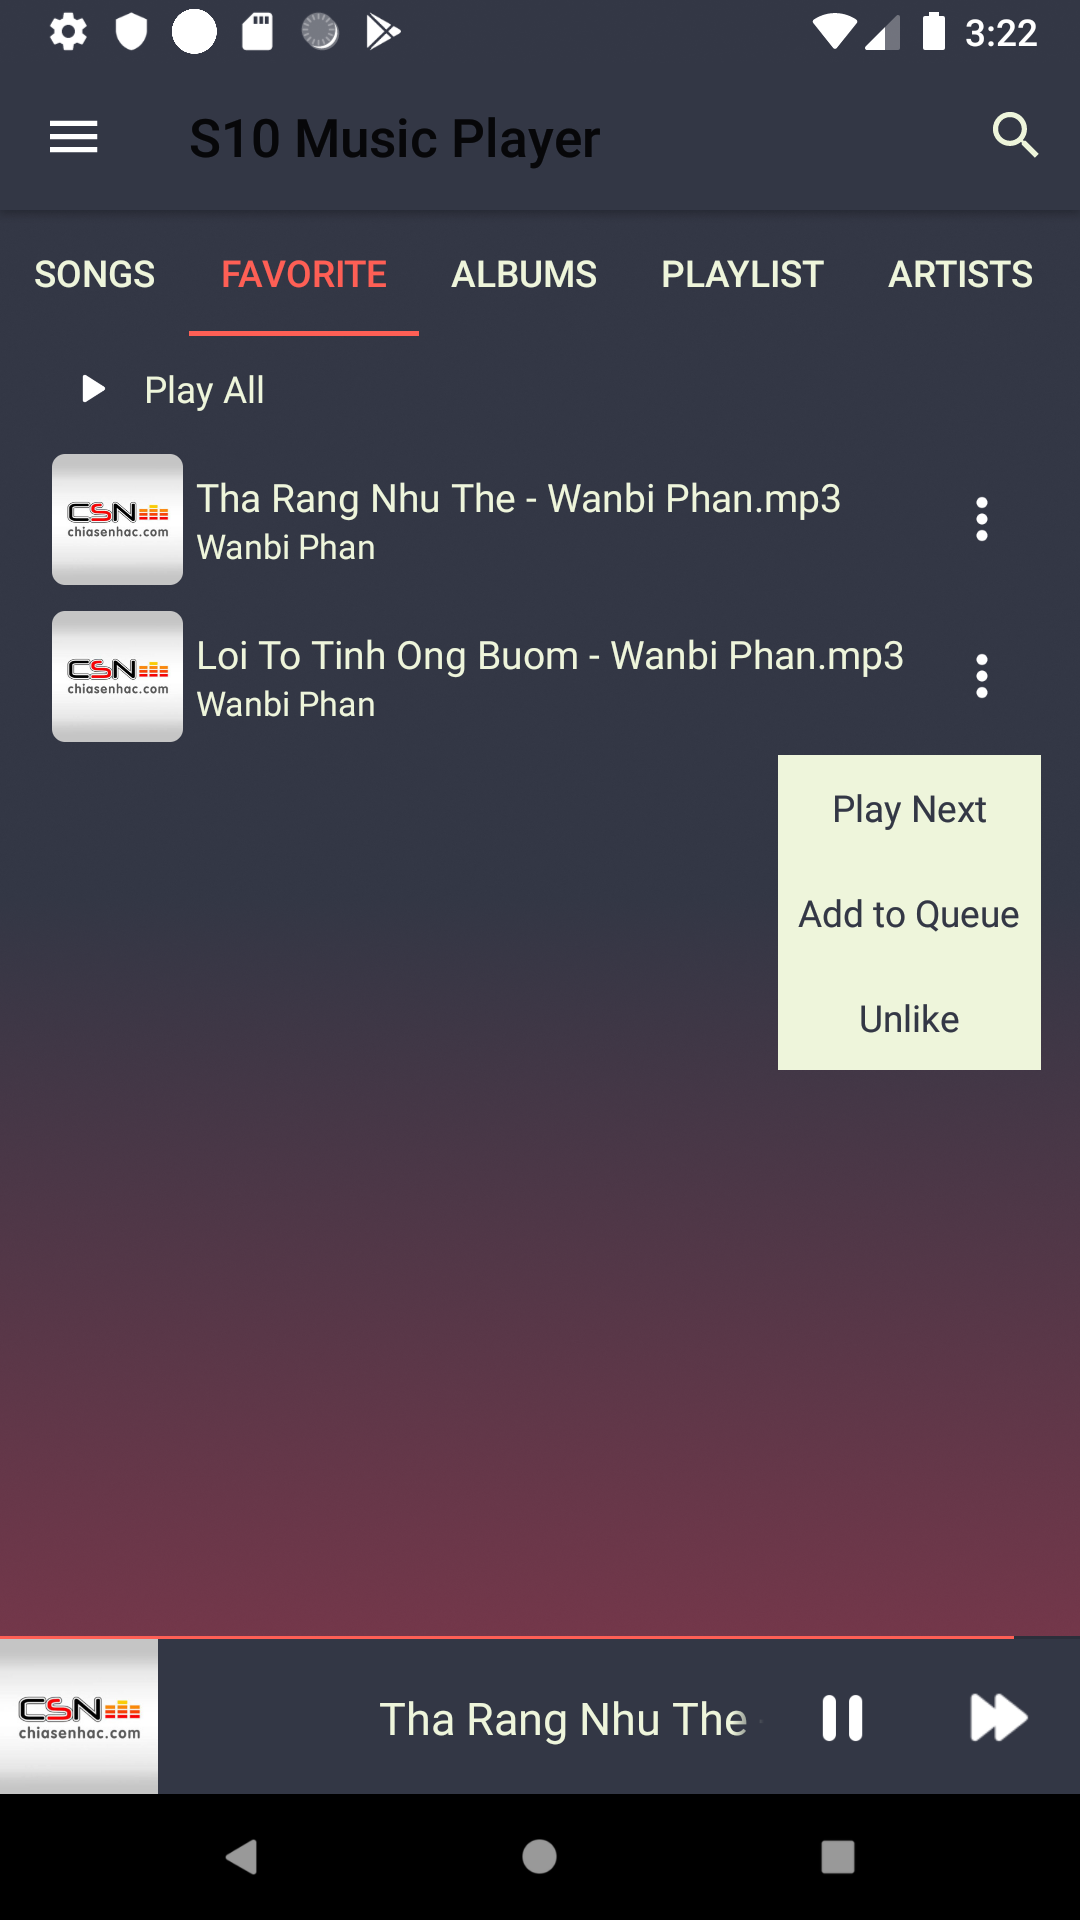 3:22
S10 Music Player
SONGS FAVORITE ALBUMS PLAYLIST ARTISTS
Play All
CSN
chiasenhac.com
Tha Rang Nhu The - Wanbi Phan.mp3
Wanbi Phan
CSN
chiasenhac.com
Loi To Tinh Ong Buom - Wanbi Phan.mp3
Wanbi Phan
Play Next
Add to Queue
Unlike
CSN
chiasenhac.com
Tha Rang Nhu The